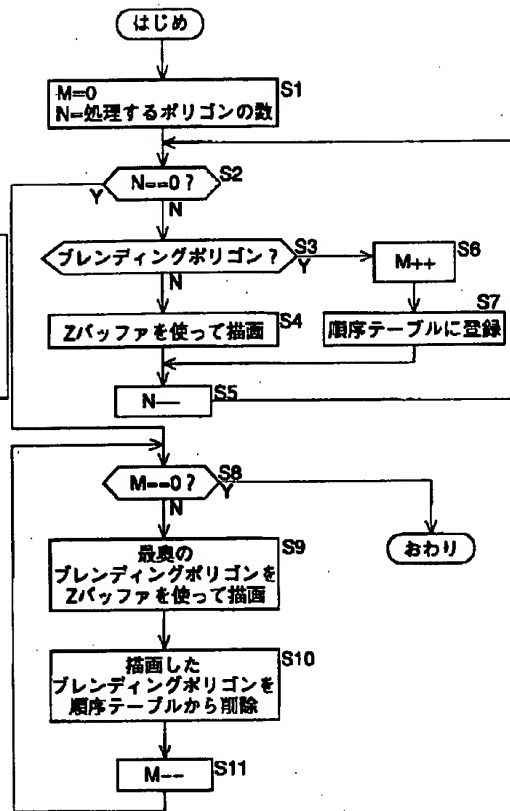 はじめ
M=0
N=処理するポリゴンの数
S1
N==0？
S2
Y
N
ブレンディングポリゴン？
S3
Y
N
M++
S6
Zバッファを使って描画
S4
順序テーブルに登録
S7
N—
S5
M==0？
S8
Y
N
おわり
最奥の
ブレンディングポリゴンを
Zバッファを使って描画
S9
描画した
ブレンディングポリゴンを
順序テーブルから削除
S10
M--
S11